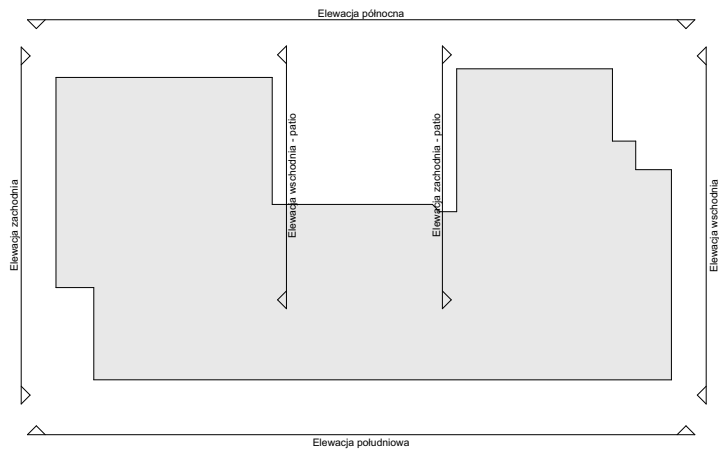 Elewacja północna
Elewacja zachodnia
Elewacja wschodnia - patio
Elewacja zachodnia - patio
Elewacja wschodnia
Elewacja południowa